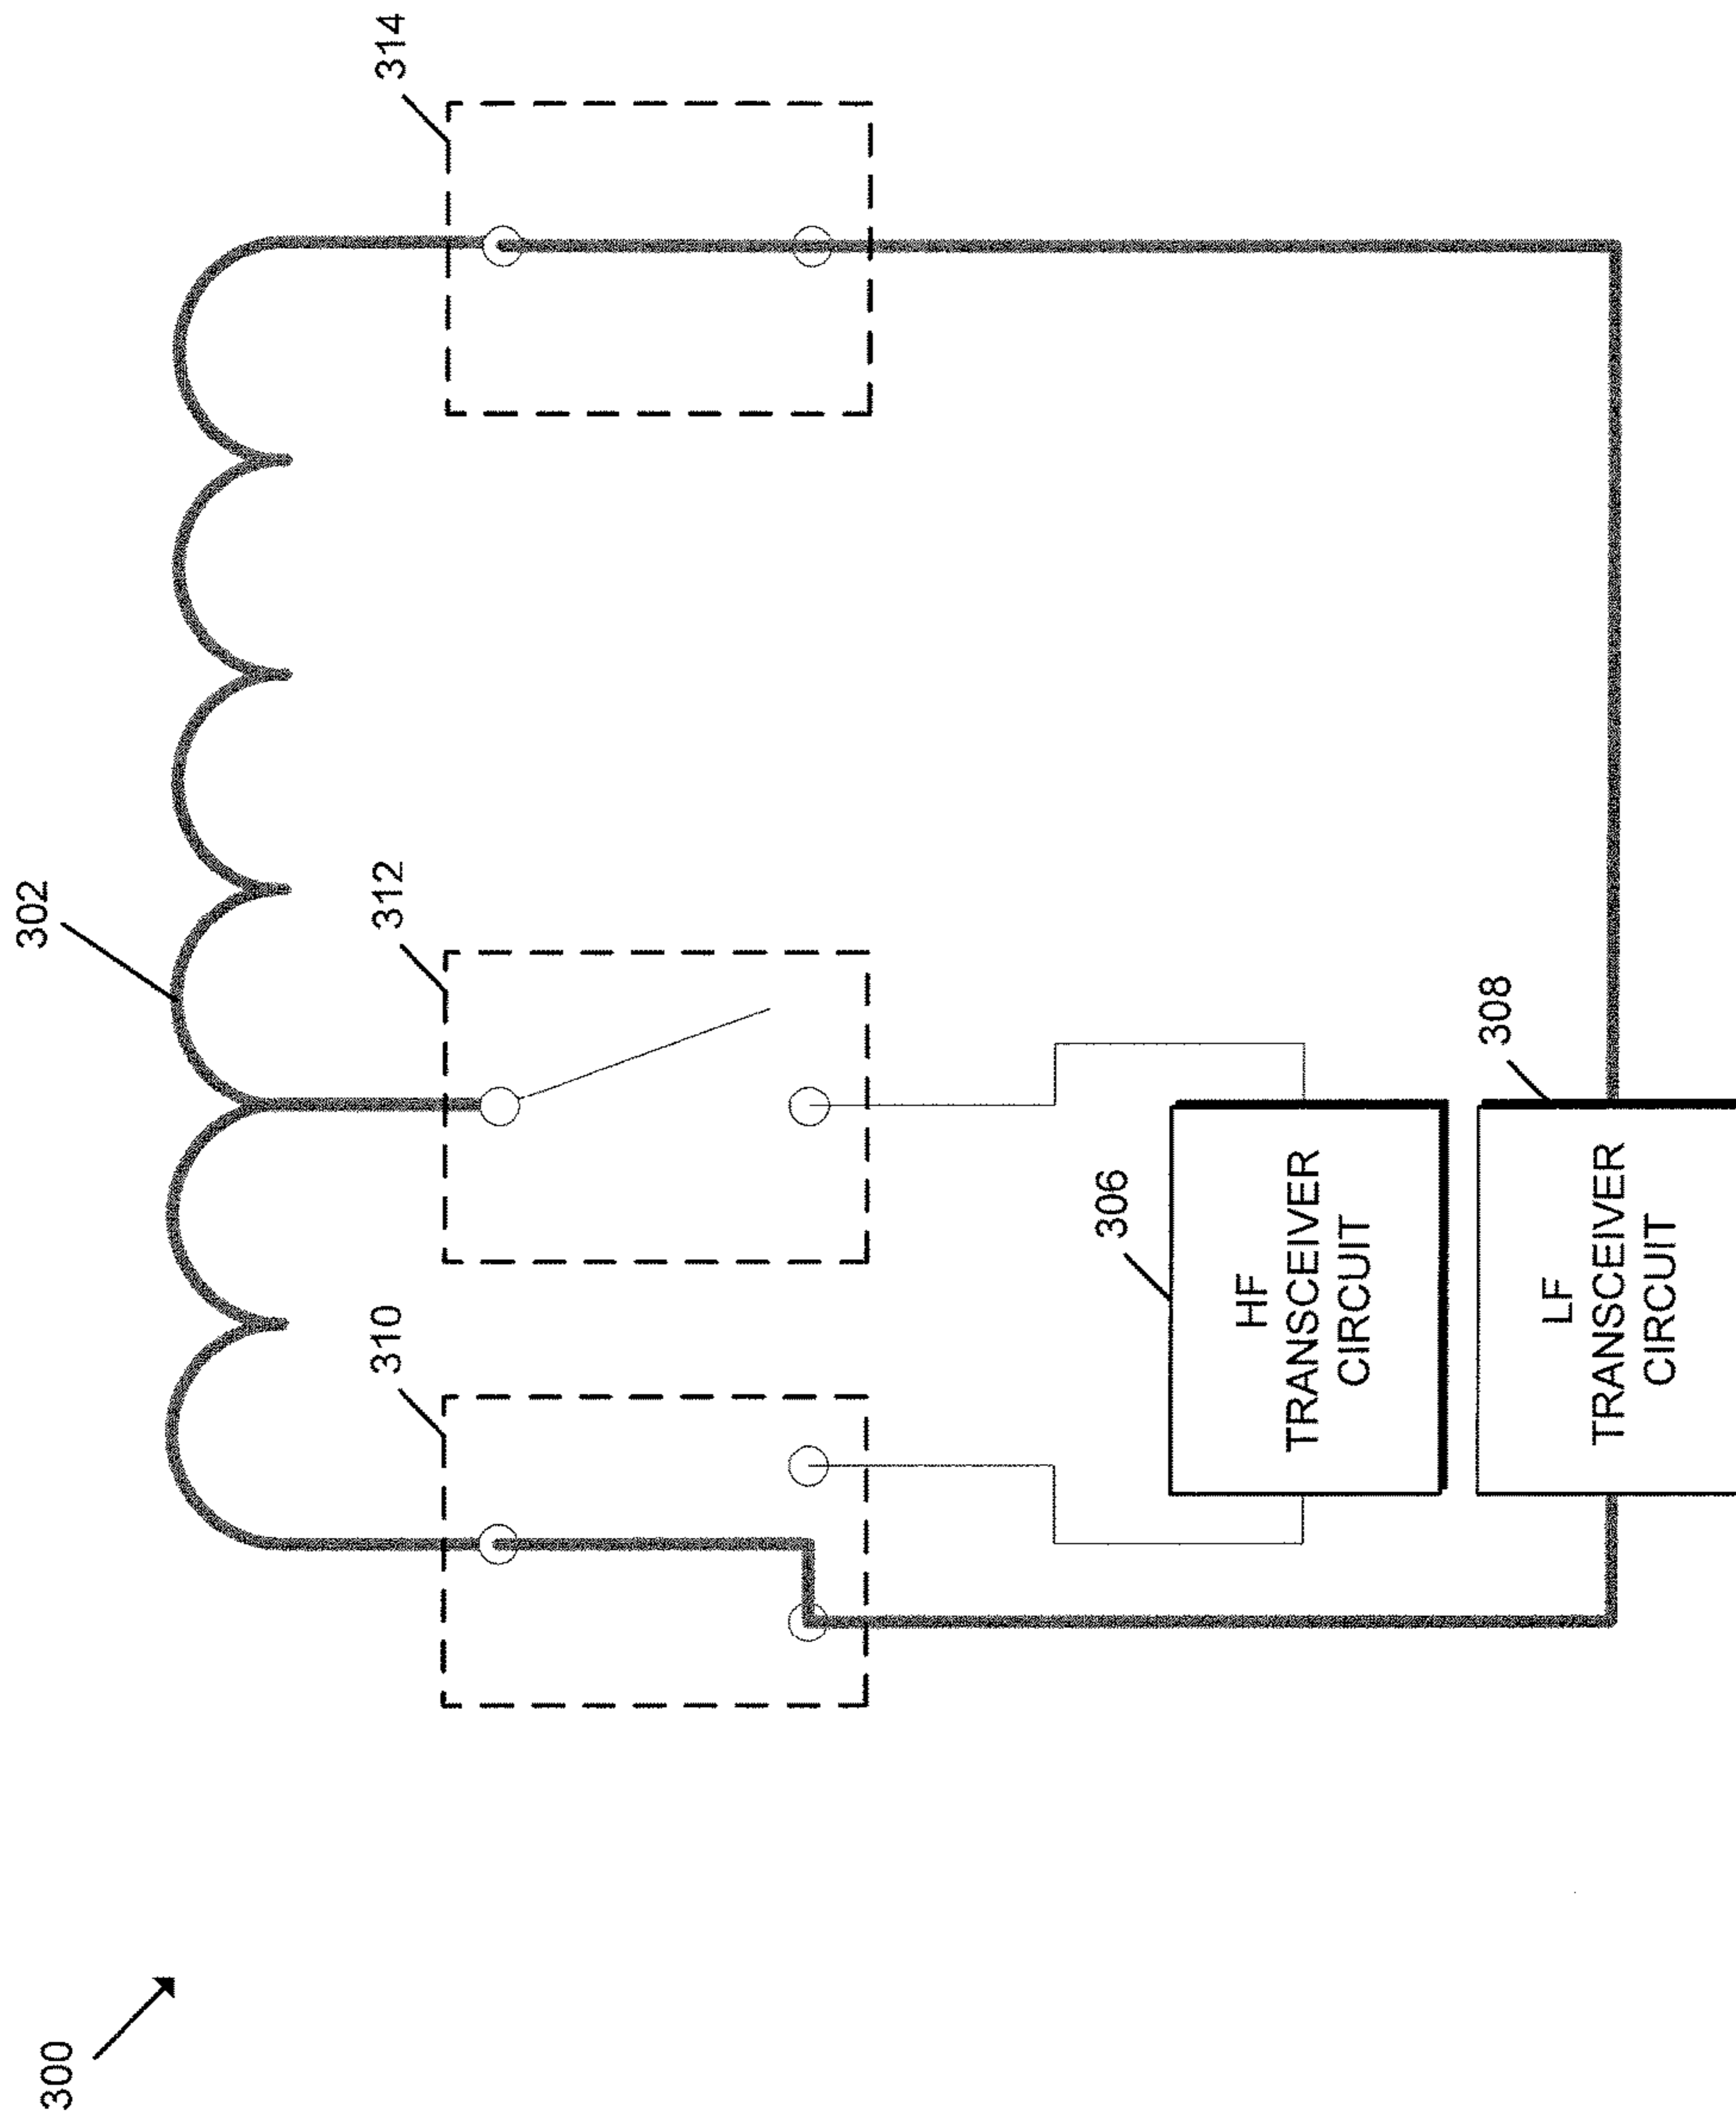 300
302
310
312
314
306
HF
TRANSCEIVER
CIRCUIT
308
LF
TRANSCEIVER
CIRCUIT